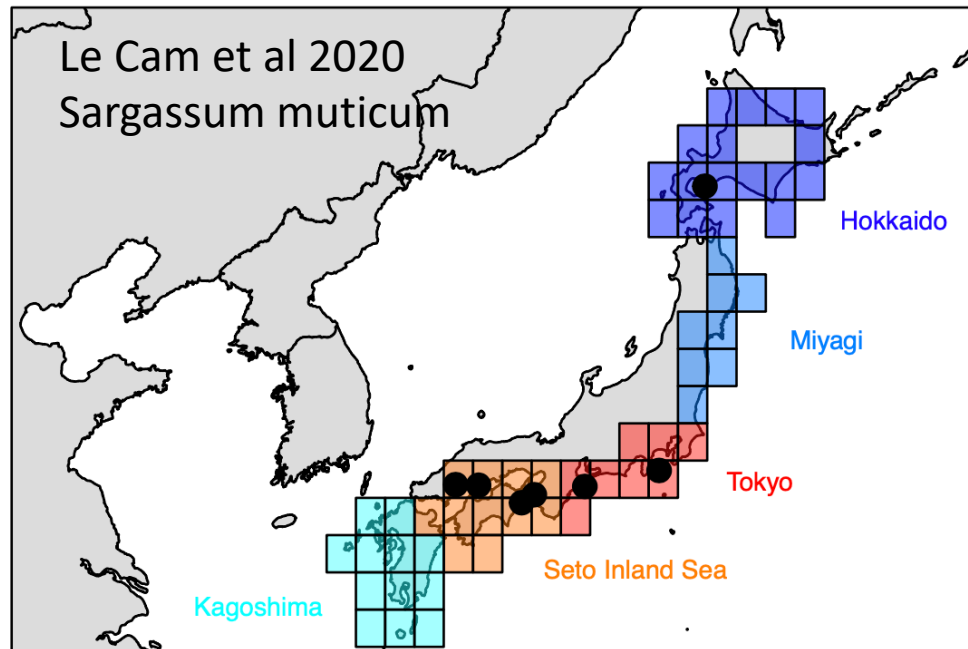 Le Cam et al 2020
Sargassum muticum
Hokkaido
Miyagi
Tokyo
Seto Inland Sea
Kagoshima